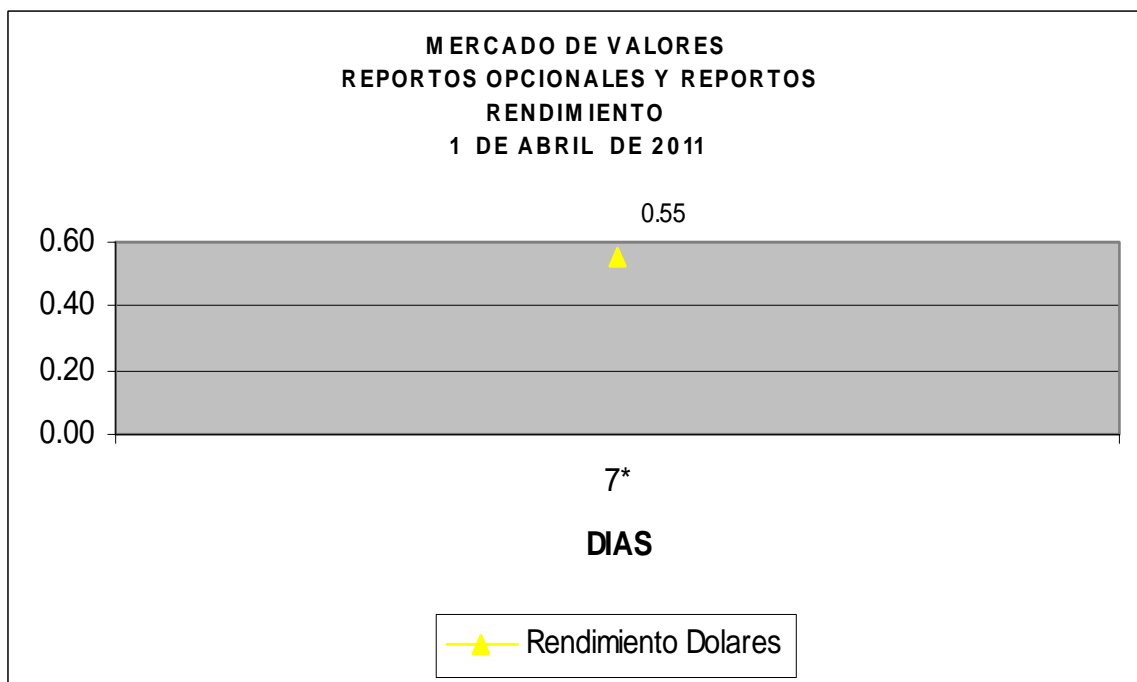 MERCADO DE VALORES
REPORTOS OPCIONALES Y REPORTOS
RENDIMIENTO
1 DE ABRIL DE 2011
0.55
0.60
0.40
0.20
0.00
7*
DIAS
Rendimiento Dolares